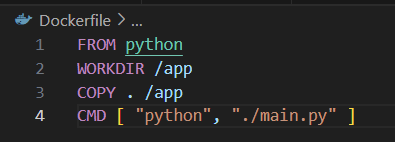 Dockerfile > ...
1 FROM python
2 WORKDIR /app
3 COPY . /app
4 CMD [ "python", "./main.py" ]